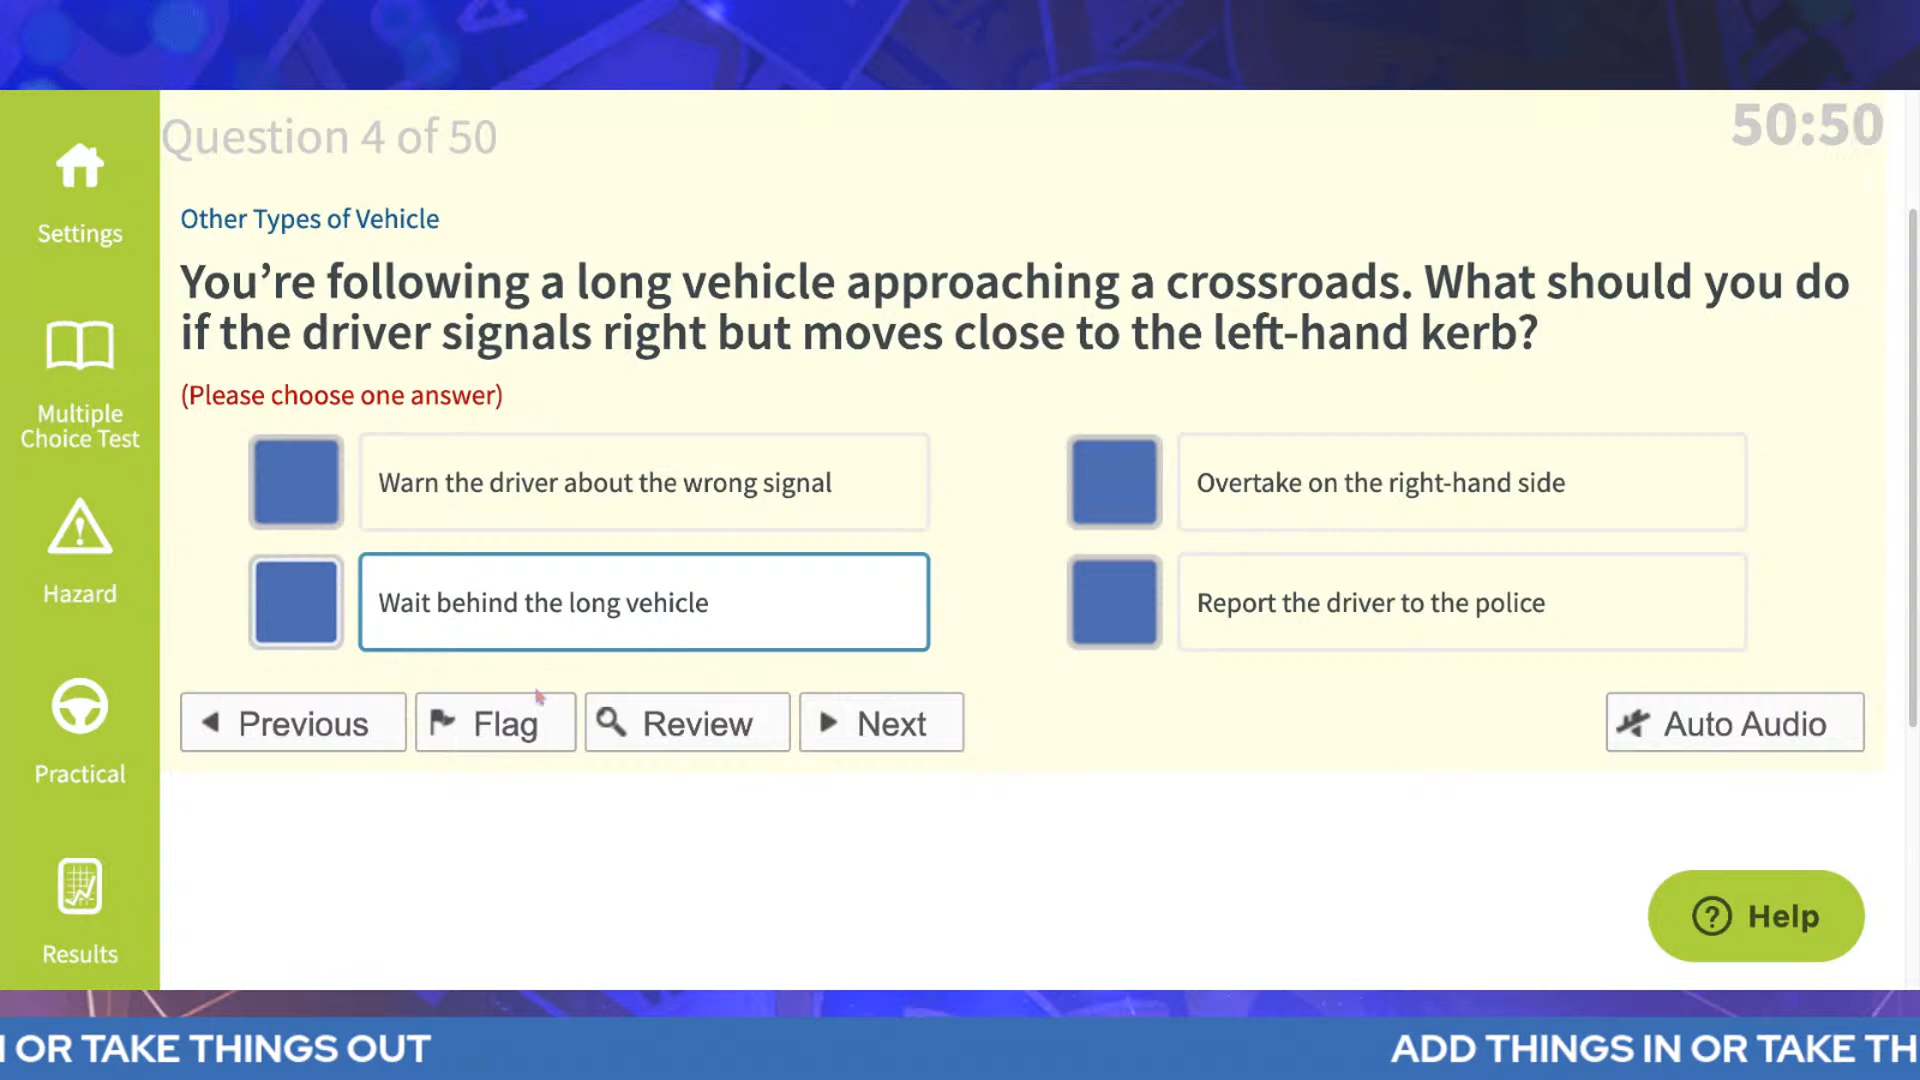 Question 4 of 50
50:50
Settings
Multiple
Choice Test
Hazard
Practical
Results
Other Types of Vehicle
You’re following a long vehicle approaching a crossroads. What should you do
if the driver signals right but moves close to the left-hand kerb?
(Please choose one answer)
Warn the driver about the wrong signal
Overtake on the right-hand side
Wait behind the long vehicle
Report the driver to the police
Previous
Flag
Review
Next
Auto Audio
Help
OR TAKE THINGS OUT
ADD THINGS IN OR TAKE TH